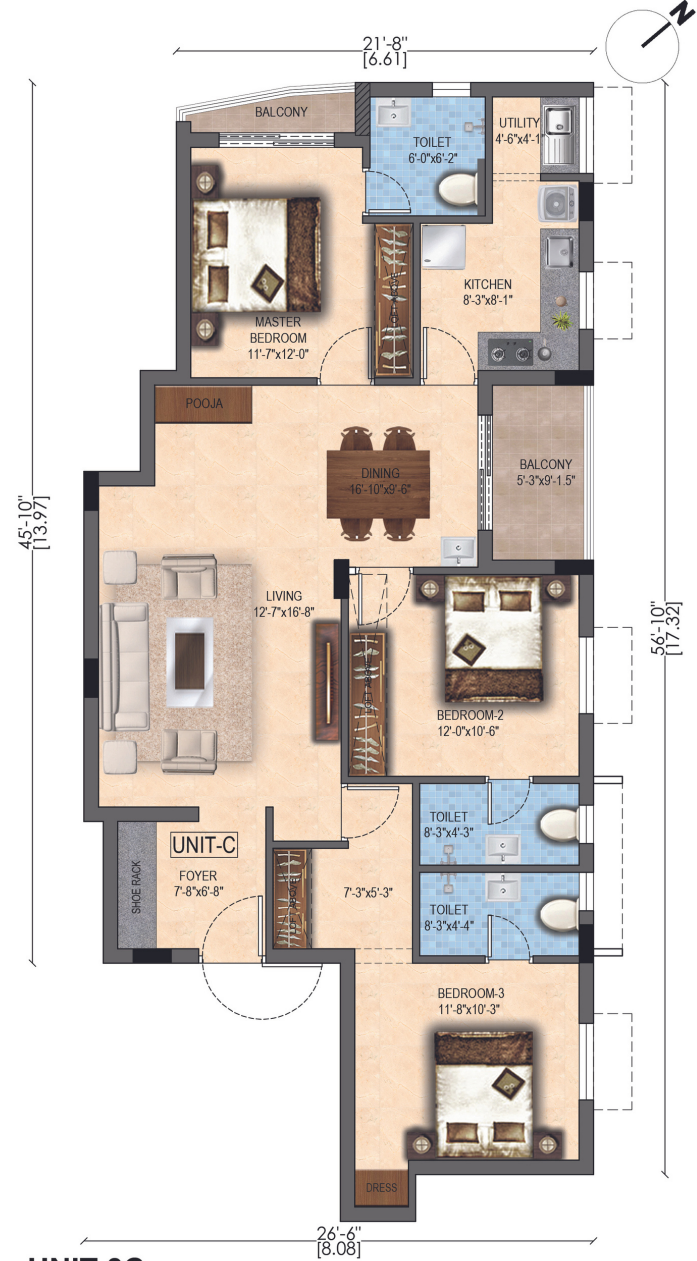 N
21'-8"
[6.61]
BALCONY
TOILET
6'-0"x6'-2"
UTILITY
4'-6"x4'-1"
KITCHEN
8'-3"x8'-1"
MASTER
BEDROOM
11'-7"x12'-0"
POOJA
DINING
16'-10"x9'-6"
BALCONY
5'-3"x9'-1.5"
45'-10"
[13.97]
LIVING
12'-7"x16'-8"
56'-10"
[17.32]
LOFT ABOVE
BEDROOM-2
12'-0"x10'-6"
TOILET
8'-3"x4'-3"
UNIT-C
FOYER
7'-8"x6'-8"
SHOE RACK
7'-3"x5'-3"
TOILET
8'-3"x4'-4"
BEDROOM-3
11'-8"x10'-3"
DRESS
26'-6"
[8.08]